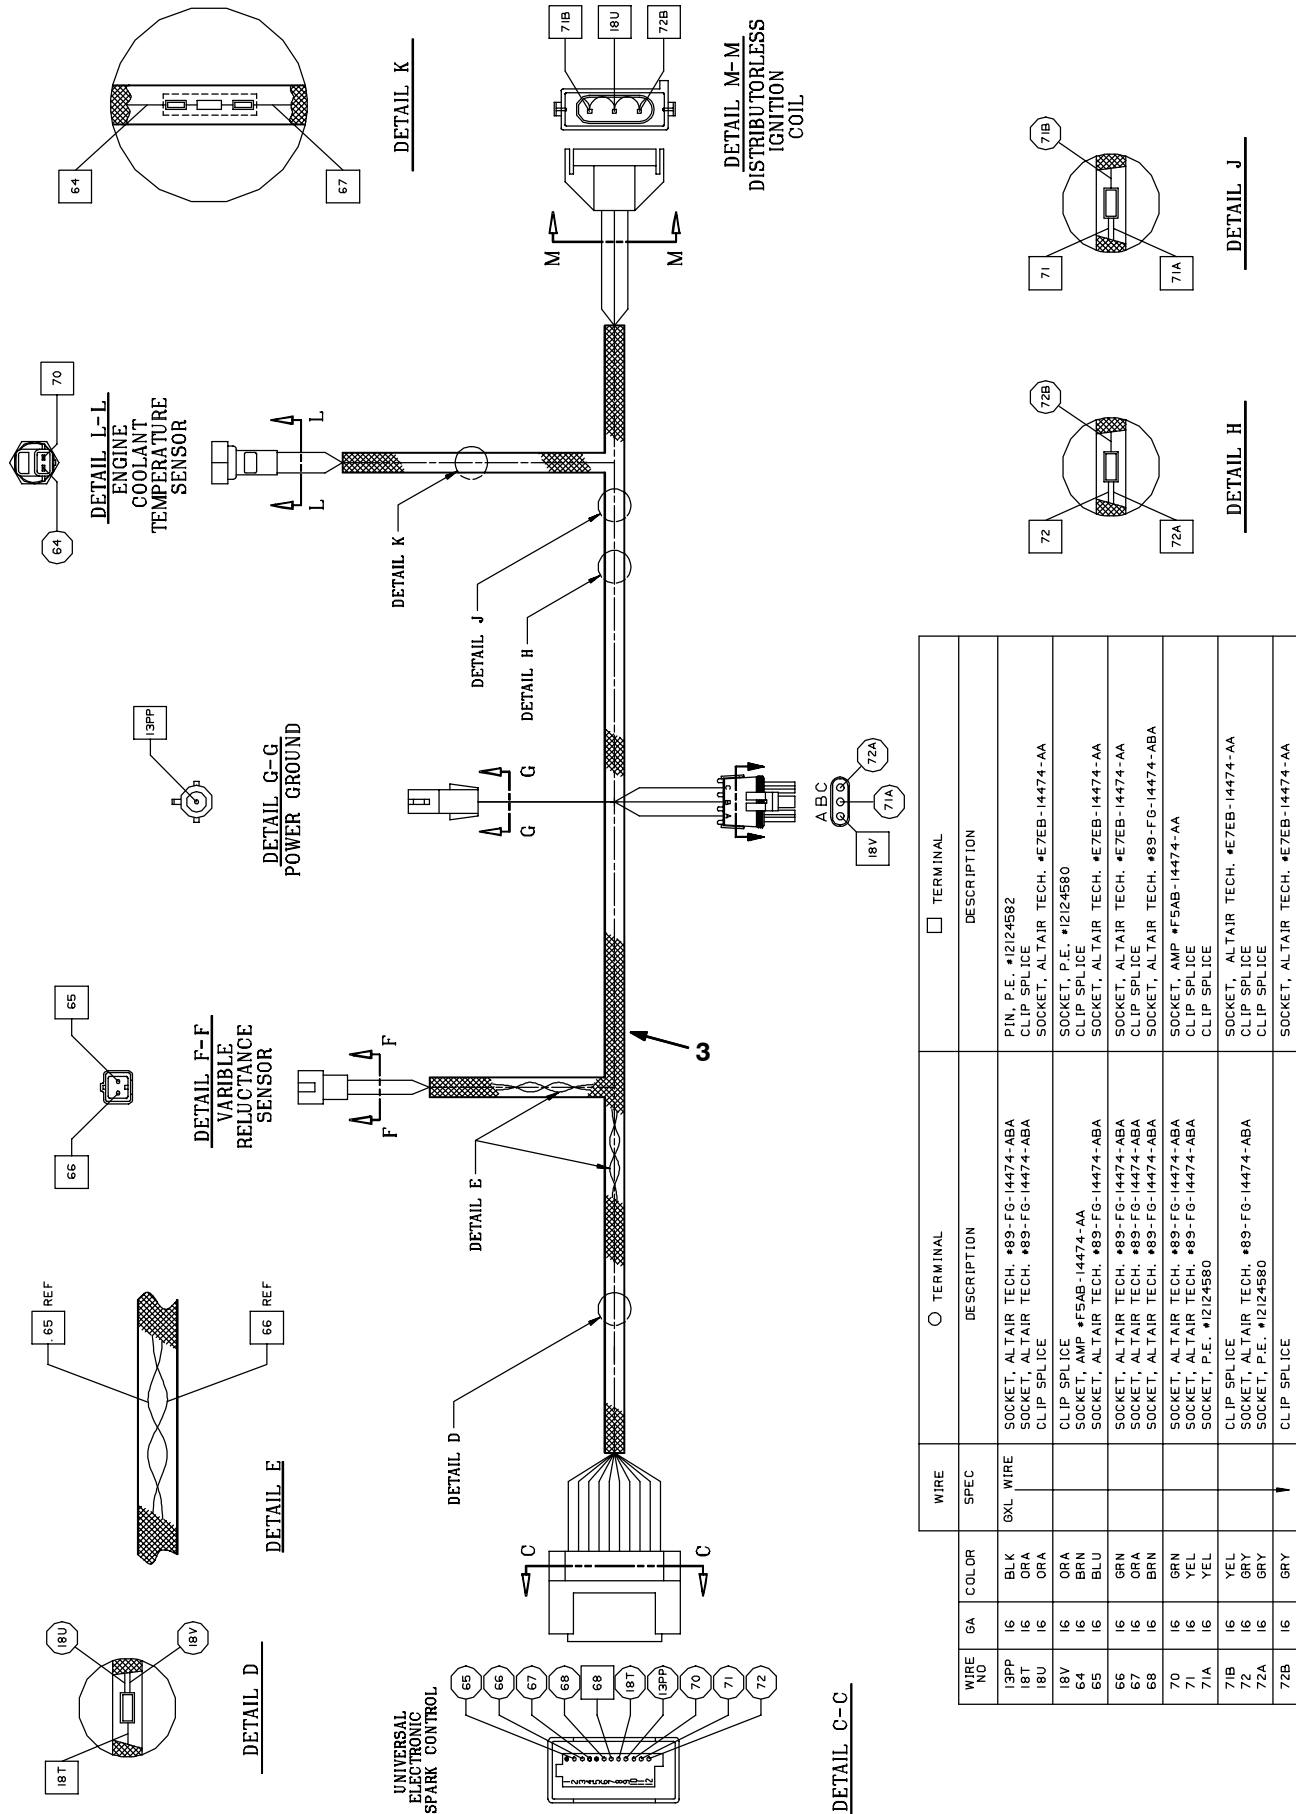 71B
18U
72B
DETAIL M-M
DISTRIBUTORLESS
IGNITION
COIL
64
67
DETAIL K
M
M
71B
71
71A
DETAIL J
72B
72
72A
DETAIL H
70
64
DETAIL L-L
ENGINE
COOLANT
TEMPERATURE
SENSOR
L
L
DETAIL K
DETAIL J
DETAIL H
13PP
DETAIL G-G
POWER GROUND
G
G
A B C
A B C
72A
71A
18V
65
66
DETAIL F-F
VARIBLE
RELUCTANCE
SENSOR
F
F
3
DETAIL E
DETAIL D
.65 REF
66 REF
DETAIL E
18U
18V
18T
DETAIL D
C
C
UNIVERSAL
ELECTRONIC
SPARK CONTROL
65
66
67
68
68
18T
13PP
70
71
72
1
2
3
4
5
6
7
8
9
10
11
12
DETAIL C-C
WIRE ○ TERMINAL □ TERMINAL
WIRE NO GA COLOR SPEC DESCRIPTION DESCRIPTION
13PP 16 BLK GXL WIRE SOCKET, ALTAIR TECH. #89-FG-14474-ABA PIN, P.E. #12124582
18T 16 ORA SOCKET, ALTAIR TECH. #89-FG-14474-ABA CLIP SPLICE
18U 16 ORA CLIP SPLICE SOCKET, ALTAIR TECH. #E7EB-14474-AA
18V 16 ORA CLIP SPLICE SOCKET, P.E. #12124580
64 16 BRN SOCKET, AMP #F5AB-14474-AA CLIP SPLICE
65 16 BLU SOCKET, ALTAIR TECH. #89-FG-14474-ABA SOCKET, ALTAIR TECH. #E7EB-14474-AA
66 16 GRN SOCKET, ALTAIR TECH. #89-FG-14474-ABA SOCKET, ALTAIR TECH. #E7EB-14474-AA
67 16 ORA SOCKET, ALTAIR TECH. #89-FG-14474-ABA CLIP SPLICE
68 16 BRN SOCKET, ALTAIR TECH. #89-FG-14474-ABA SOCKET, ALTAIR TECH. #89-FG-14474-ABA
70 16 GRN SOCKET, ALTAIR TECH. #89-FG-14474-ABA SOCKET, AMP #F5AB-14474-AA
71 16 YEL SOCKET, ALTAIR TECH. #89-FG-14474-ABA CLIP SPLICE
71A 16 YEL SOCKET, P.E. #12124580 CLIP SPLICE
71B 16 YEL CLIP SPLICE SOCKET, ALTAIR TECH. #E7EB-14474-AA
72 16 GRY SOCKET, ALTAIR TECH. #89-FG-14474-ABA CLIP SPLICE
72A 16 GRY SOCKET, P.E. #12124580 CLIP SPLICE
72B 16 GRY CLIP SPLICE SOCKET, ALTAIR TECH. #E7EB-14474-AA